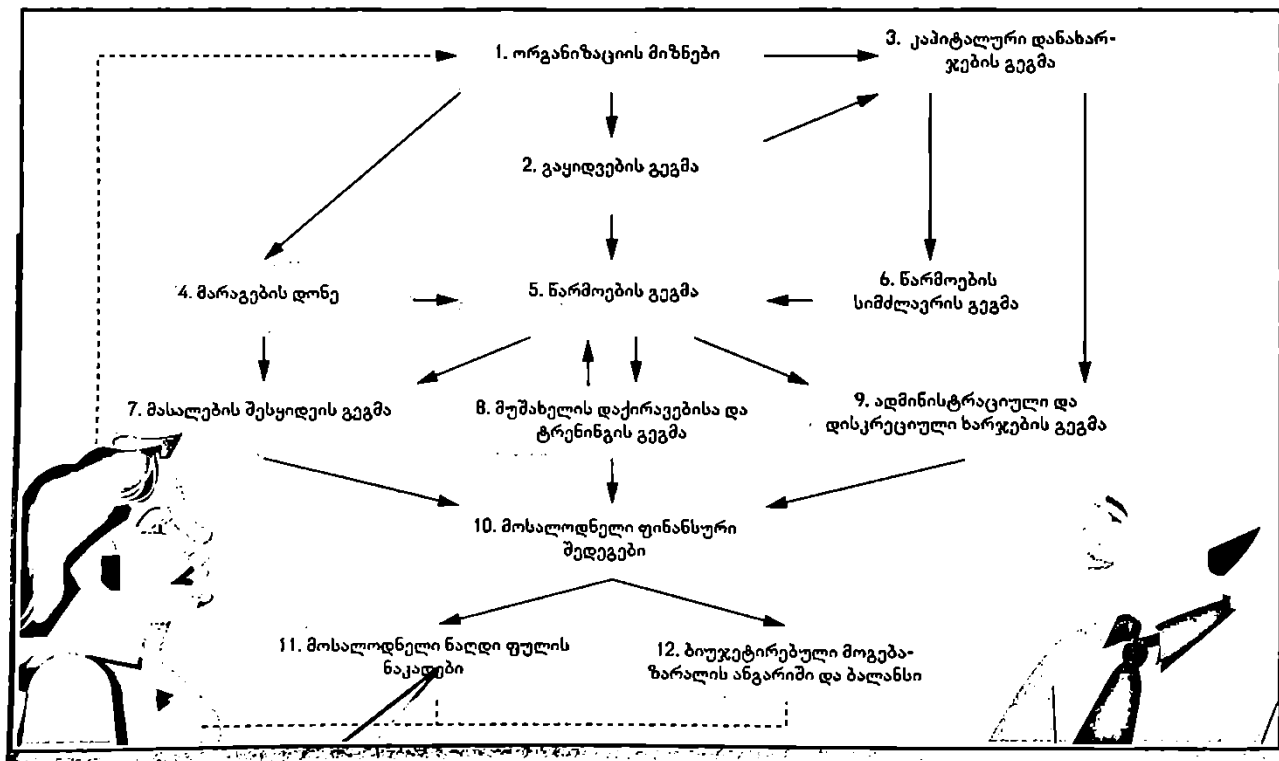 1. ორგანიზაციის მიზნები
3. კაპიტალური დანახარ-
ჯების გეგმა
2. გაყიდვების გეგმა
4. მარაგების დონე
5. წარმოების გეგმა
6. წარმოების
სიმძლავრის გეგმა
7. მასალების შესყიდვის გეგმა
8. მუშახელის დაქირავებისა და
ტრენინგის გეგმა
9. ადმინისტრაციული და
დისკრეციული ხარჯების გეგმა
10. მოსალოდნელი ფინანსური
შედეგები
11. მოსალოდნელი ნაღდი ფულის
ნაკადები
12. ბიუჯეტირებული მოგება-
ზარალის ანგარიში და ბალანსი